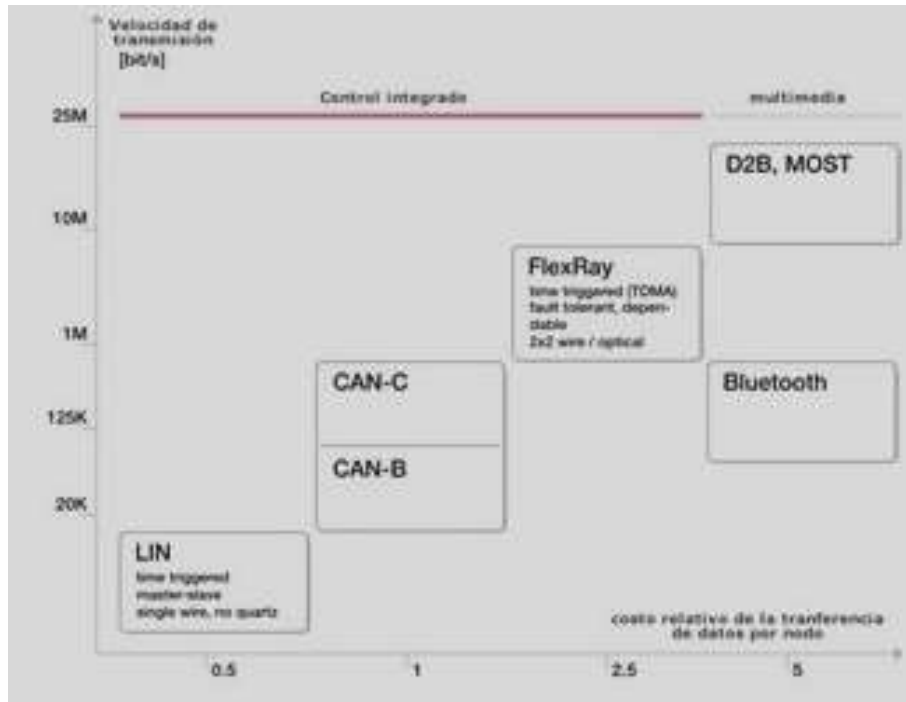 Velocidad de
transmisión
[bit/s]
Control integrado
multimedia
25M
D2B, MOST
10M
FlexRay
time triggered (TDMA)
fault tolerant, depen-
dable
2x2 wire / optical
1M
CAN-C
Bluetooth
125K
CAN-B
20K
LIN
time triggered
master-slave
single wire, no quartz
costo relativo de la tranferencia
de datos por nodo
0.5
1
2.5
5